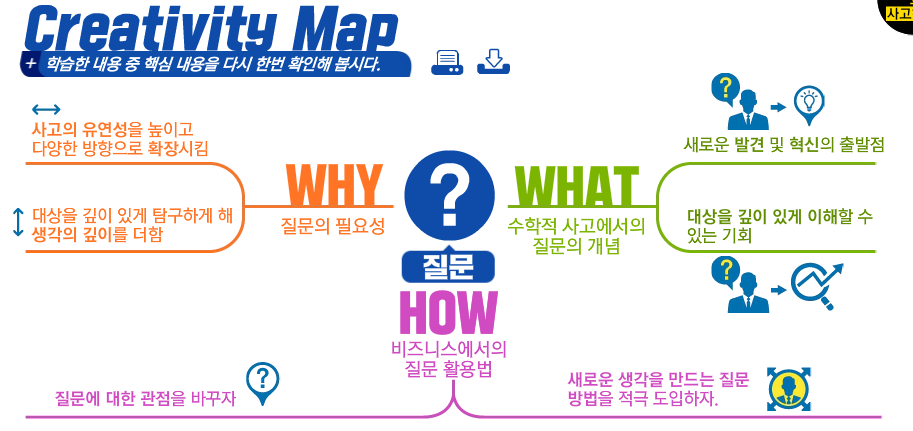 Creativity Map
+ 학습한 내용 중 핵심 내용을 다시 한번 확인해 봅시다.
사고
사고의 유연성을 높이고
다양한 방향으로 확장시킴
대상을 깊이 있게 탐구하게 해
생각의 깊이를 더함
WHY
질문의 필요성
?
질문
WHAT
수학적 사고에서의
질문의 개념
?
새로운 발견 및 혁신의 출발점
대상을 깊이 있게 이해할 수
있는 기회
?
HOW
비즈니스에서의
질문 활용법
질문에 대한 관점을 바꾸자
?
새로운 생각을 만드는 질문
방법을 적극 도입하자.